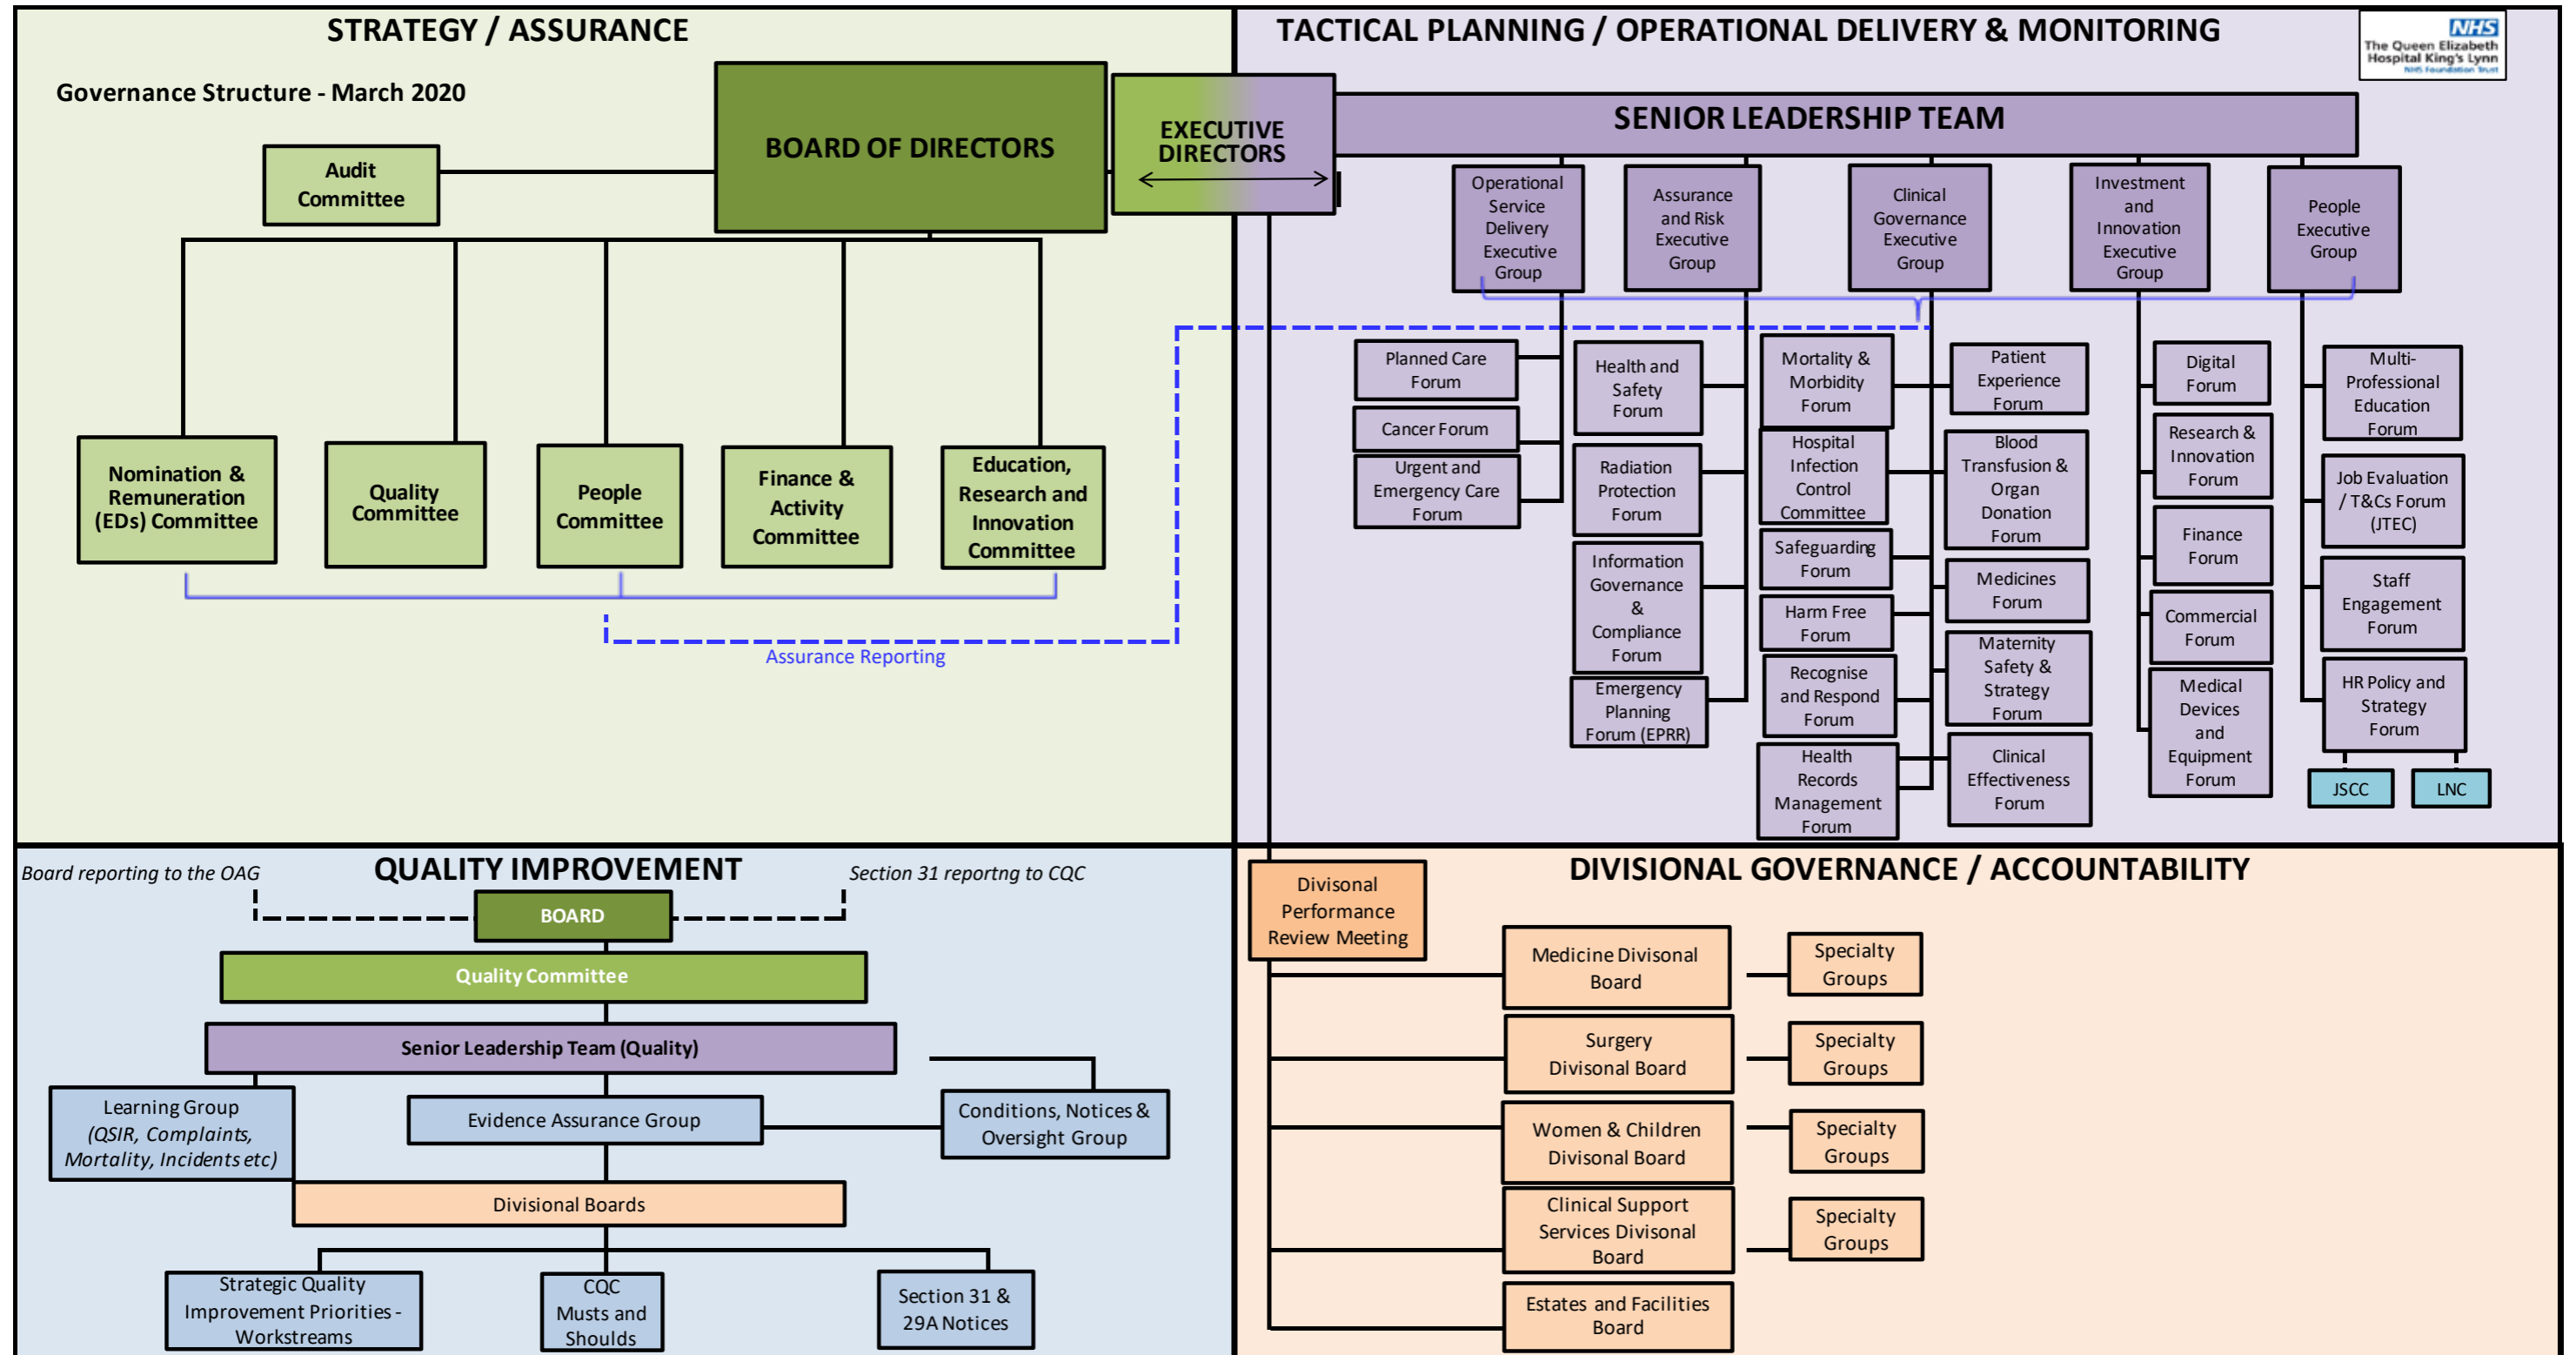 STRATEGY / ASSURANCE
Governance Structure - March 2020
BOARD OF DIRECTORS
EXECUTIVE
DIRECTORS
Audit
Committee
Nomination &
Remuneration
(EDs) Committee
Quality
Committee
People
Committee
Finance &
Activity
Committee
Education,
Research and
Innovation
Committee
Assurance Reporting
TACTICAL PLANNING / OPERATIONAL DELIVERY & MONITORING
NHS
The Queen Elizabeth
Hospital King's Lynn
NHS Foundation Trust
SENIOR LEADERSHIP TEAM
Operational
Service
Delivery
Executive
Group
Assurance
and Risk
Executive
Group
Clinical
Governance
Executive
Group
Investment
and
Innovation
Executive
Group
People
Executive
Group
Planned Care
Forum
Cancer Forum
Urgent and
Emergency Care
Forum
Health and
Safety
Forum
Radiation
Protection
Forum
Information
Governance
&
Compliance
Forum
Emergency
Planning
Forum (EPRR)
Mortality &
Morbidity
Forum
Hospital
Infection
Control
Committee
Safeguarding
Forum
Harm Free
Forum
Recognise
and Respond
Forum
Health
Records
Management
Forum
Patient
Experience
Forum
Blood
Transfusion &
Organ
Donation
Forum
Medicines
Forum
Maternity
Safety &
Strategy
Forum
Clinical
Effectiveness
Forum
Digital
Forum
Research &
Innovation
Forum
Finance
Forum
Commercial
Forum
Medical
Devices
and
Equipment
Forum
Multi-
Professional
Education
Forum
Job Evaluation
/ T&Cs Forum
(JTEC)
Staff
Engagement
Forum
HR Policy and
Strategy
Forum
JSCC
LNC
QUALITY IMPROVEMENT
Board reporting to the OAG
Section 31 reportng to CQC
BOARD
Quality Committee
Senior Leadership Team (Quality)
Learning Group
(QSIR, Complaints,
Mortality, Incidents etc)
Evidence Assurance Group
Conditions, Notices &
Oversight Group
Divisional Boards
Strategic Quality
Improvement Priorities -
Workstreams
CQC
Musts and
Shoulds
Section 31 &
29A Notices
DIVISIONAL GOVERNANCE / ACCOUNTABILITY
Divisonal
Performance
Review Meeting
Medicine Divisonal
Board
Specialty
Groups
Surgery
Divisonal Board
Specialty
Groups
Women & Children
Divisonal Board
Specialty
Groups
Clinical Support
Services Divisonal
Board
Specialty
Groups
Estates and Facilities
Board